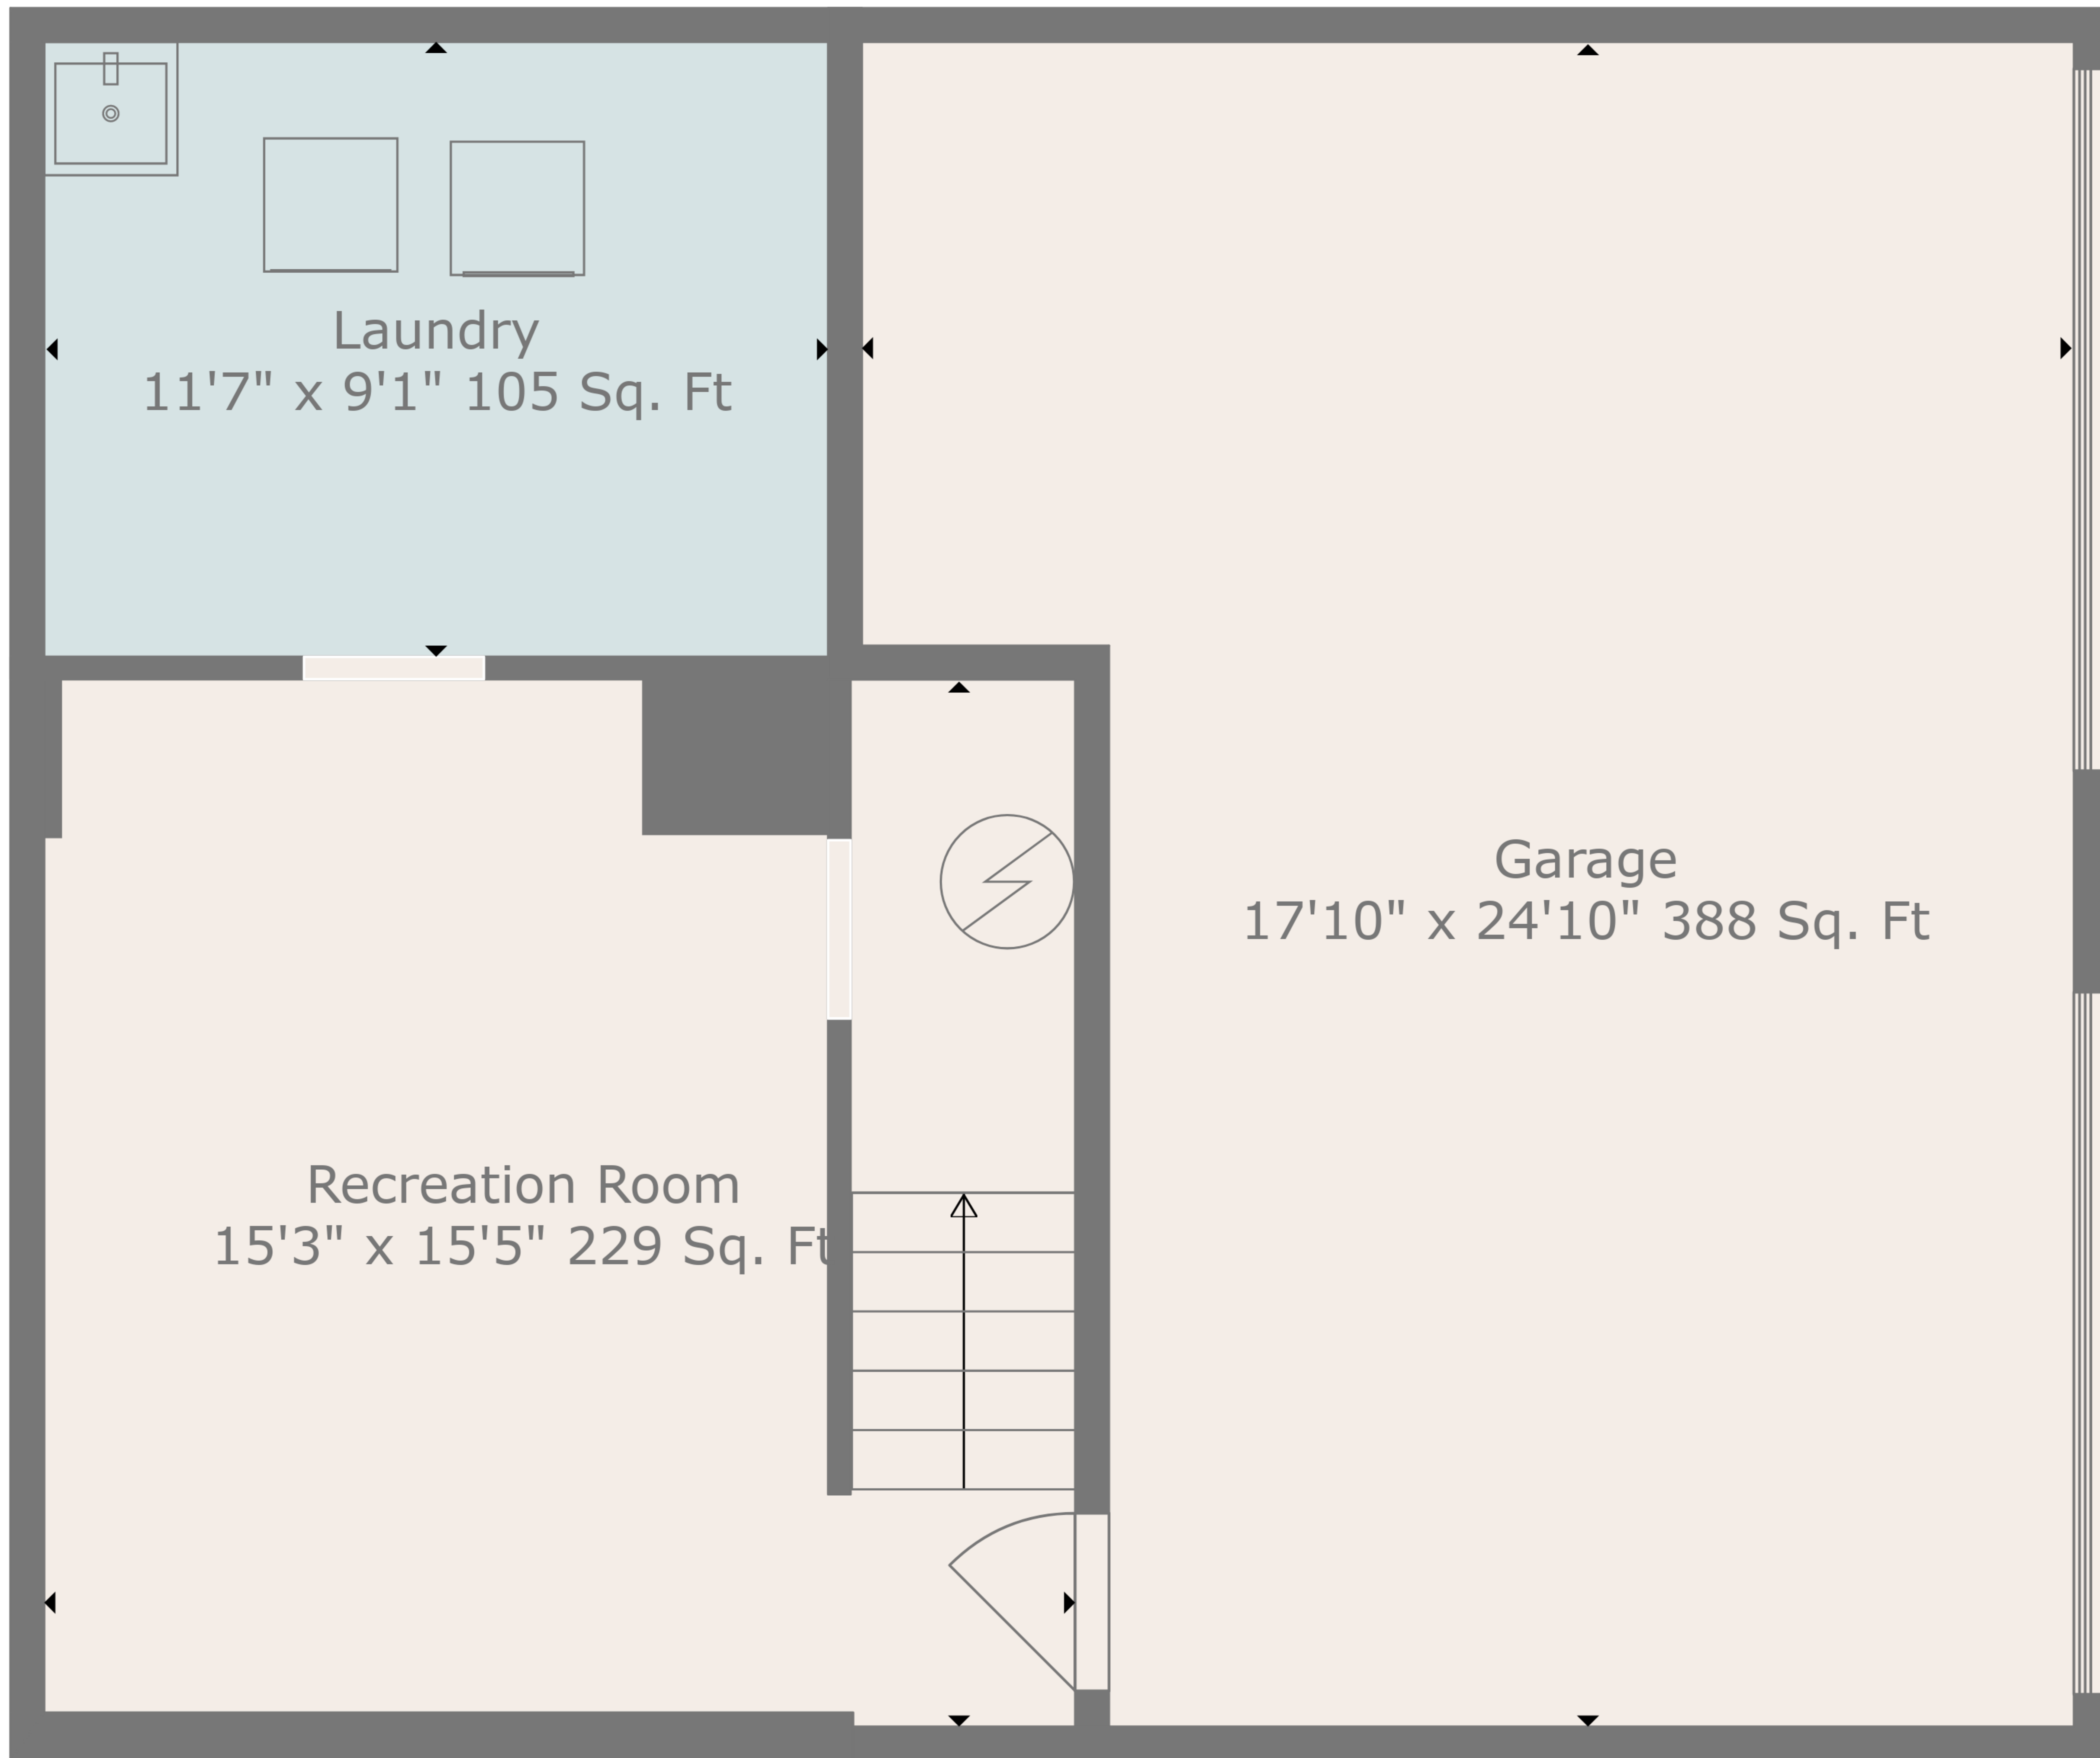 Laundry
11'7" x 9'1" 105 Sq. Ft
Garage
17'10" x 24'10" 388 Sq. Ft
Recreation Room
15'3" x 15'5" 229 Sq. Ft